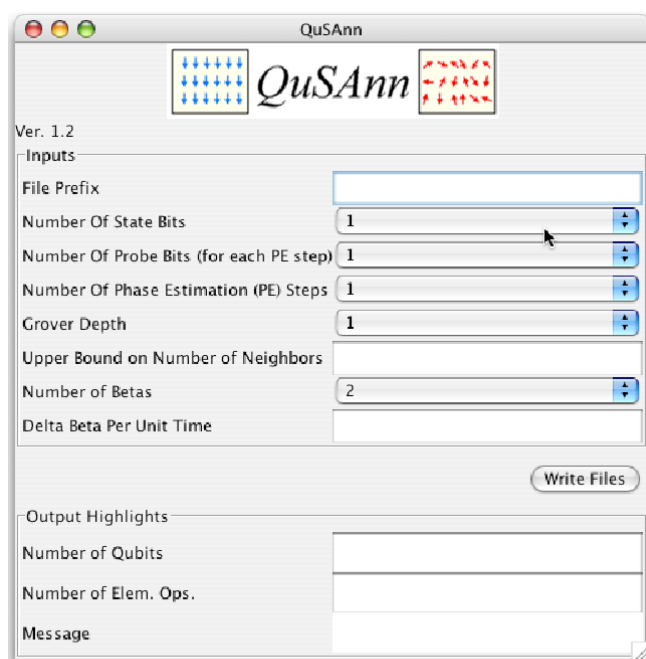 QuSAnn
QuSAnn
Ver. 1.2
Inputs
File Prefix
Number Of State Bits 1
Number Of Probe Bits (for each PE step) 1
Number Of Phase Estimation (PE) Steps 1
Grover Depth 1
Upper Bound on Number of Neighbors
Number of Betas 2
Delta Beta Per Unit Time
Write Files
Output Highlights
Number of Qubits
Number of Elem. Ops.
Message